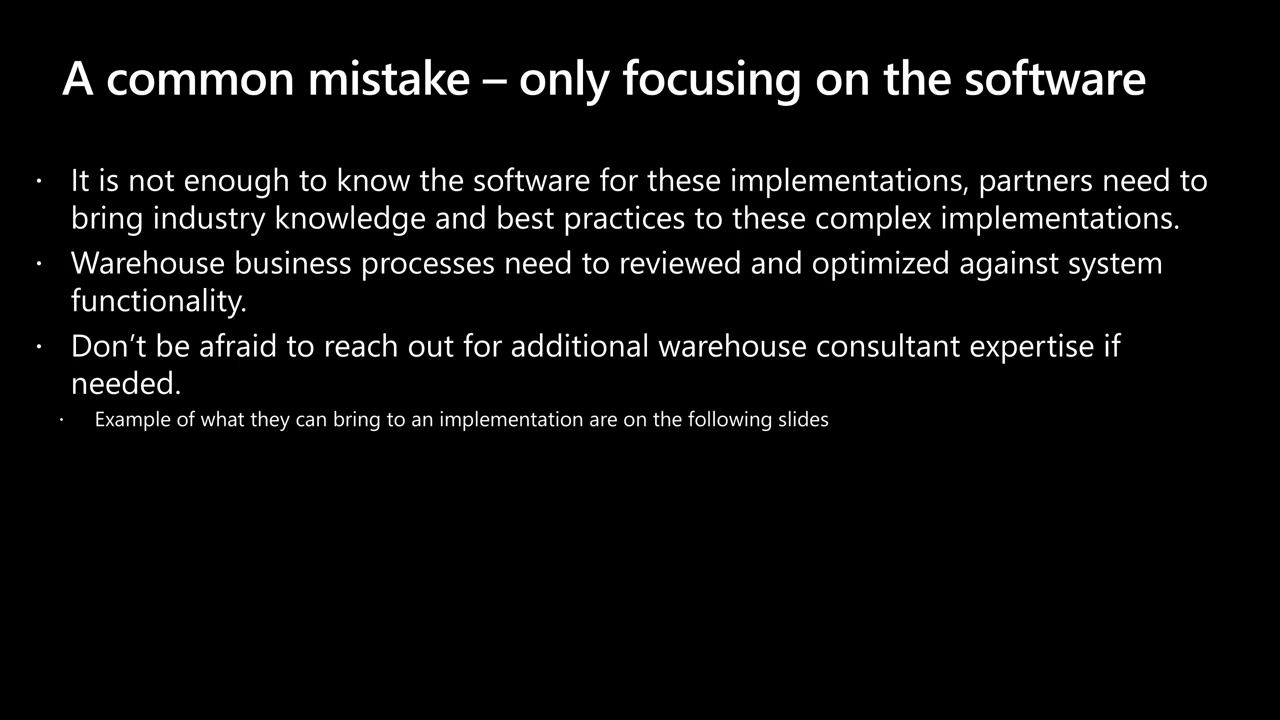 A common mistake – only focusing on the software
· It is not enough to know the software for these implementations, partners need to
bring industry knowledge and best practices to these complex implementations.
· Warehouse business processes need to reviewed and optimized against system
functionality.
· Don’t be afraid to reach out for additional warehouse consultant expertise if
needed.
· Example of what they can bring to an implementation are on the following slides